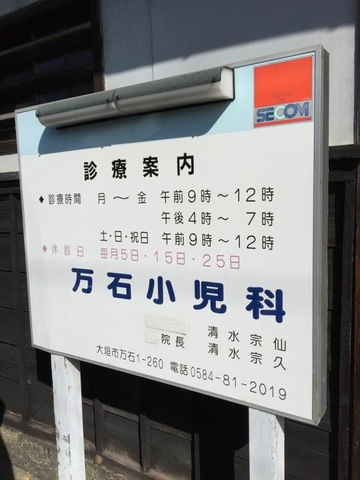 SECOM
診療案内
◆診療時間 月〜金 午前9時〜12時
午後4時〜7時
土・日・祝日 午前9時〜12時
◆休診日 毎月5日・15日・25日
万石小児科
清水宗仙
院長 清水宗久
大垣市万石1-260 電話0584-81-2019